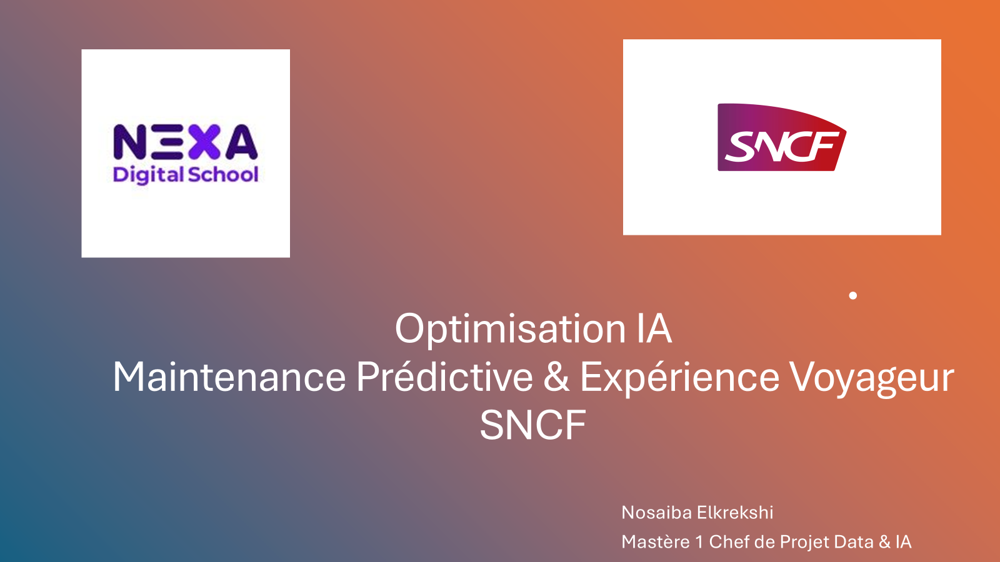 NEXA
Digital School
SNCF
Optimisation IA
Maintenance Prédictive & Expérience Voyageur
SNCF
Nosaiba Elkrekshi
Mastère 1 Chef de Projet Data & IA